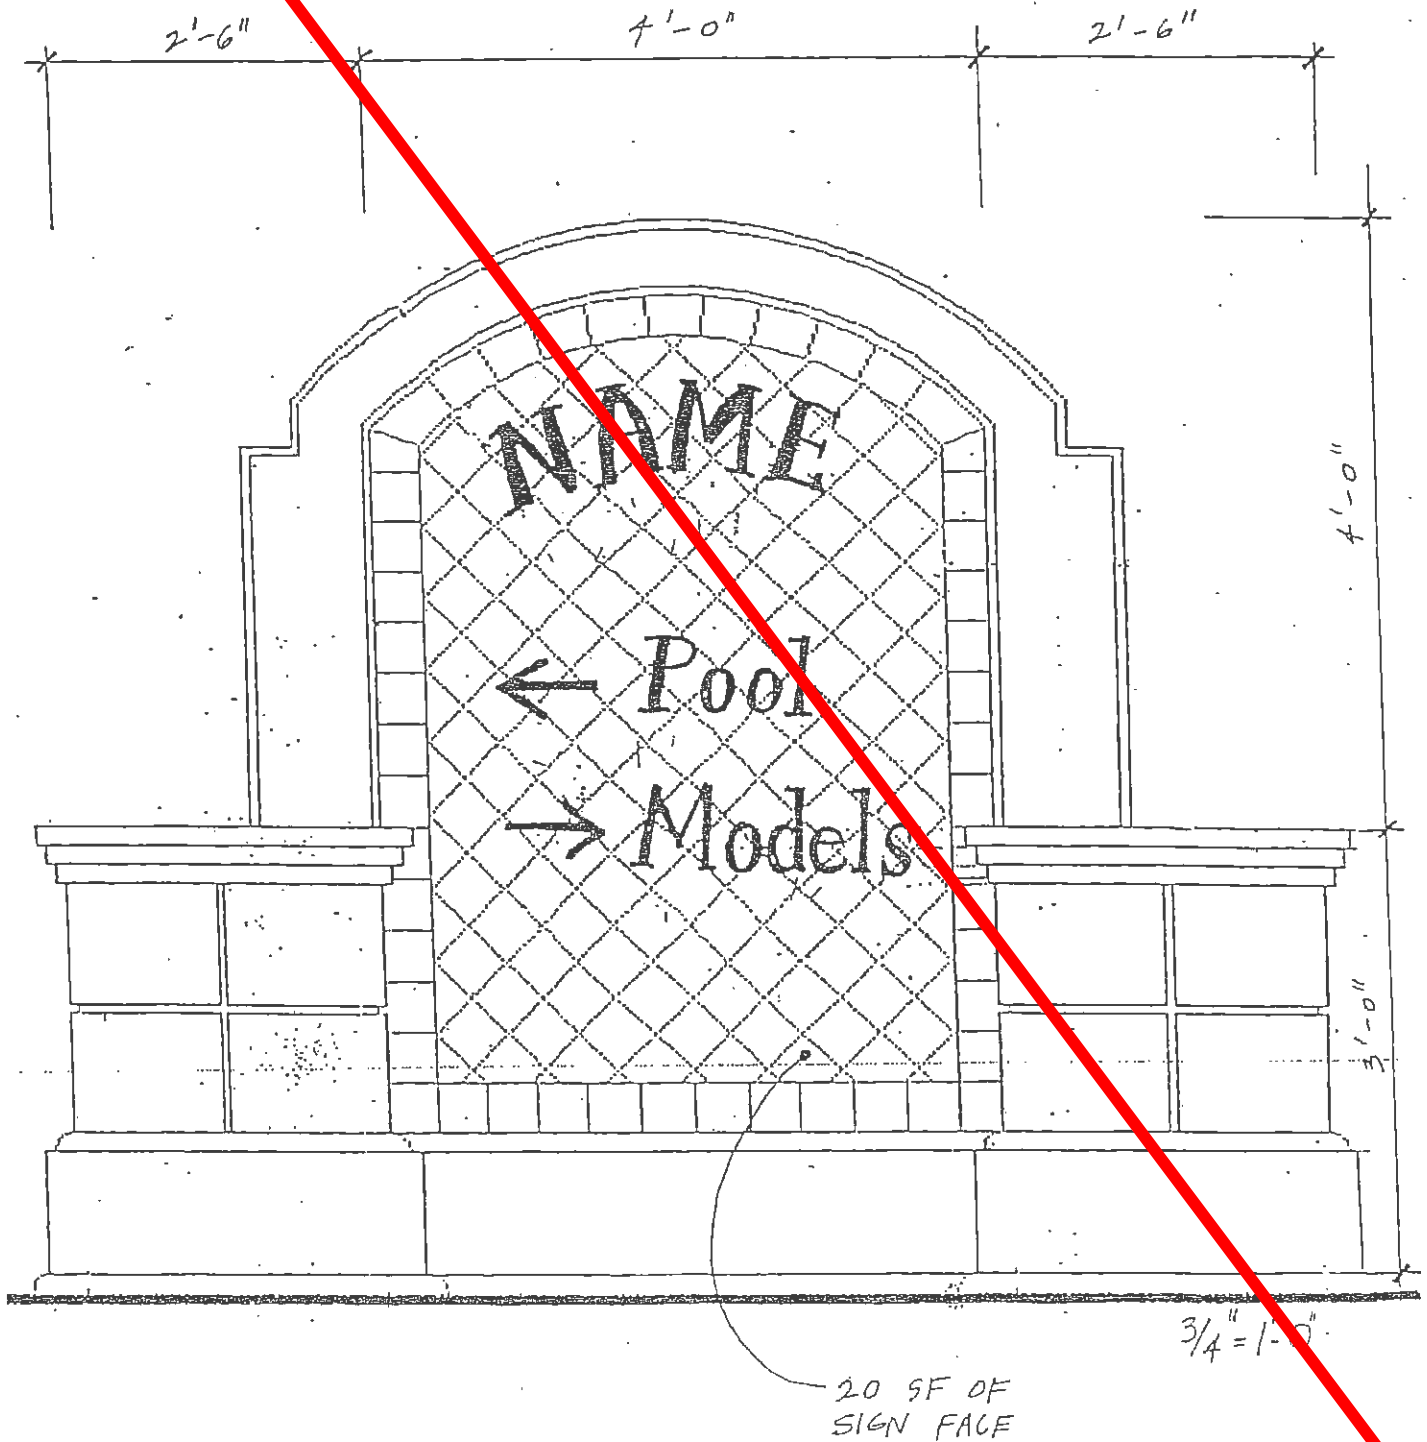 2'-6" 4'-0" 2'-6"
NAME
4'-0"
← Pool
→ Models
3'-0"
3/4" = 1'-0"
20 SF OF
SIGN FACE